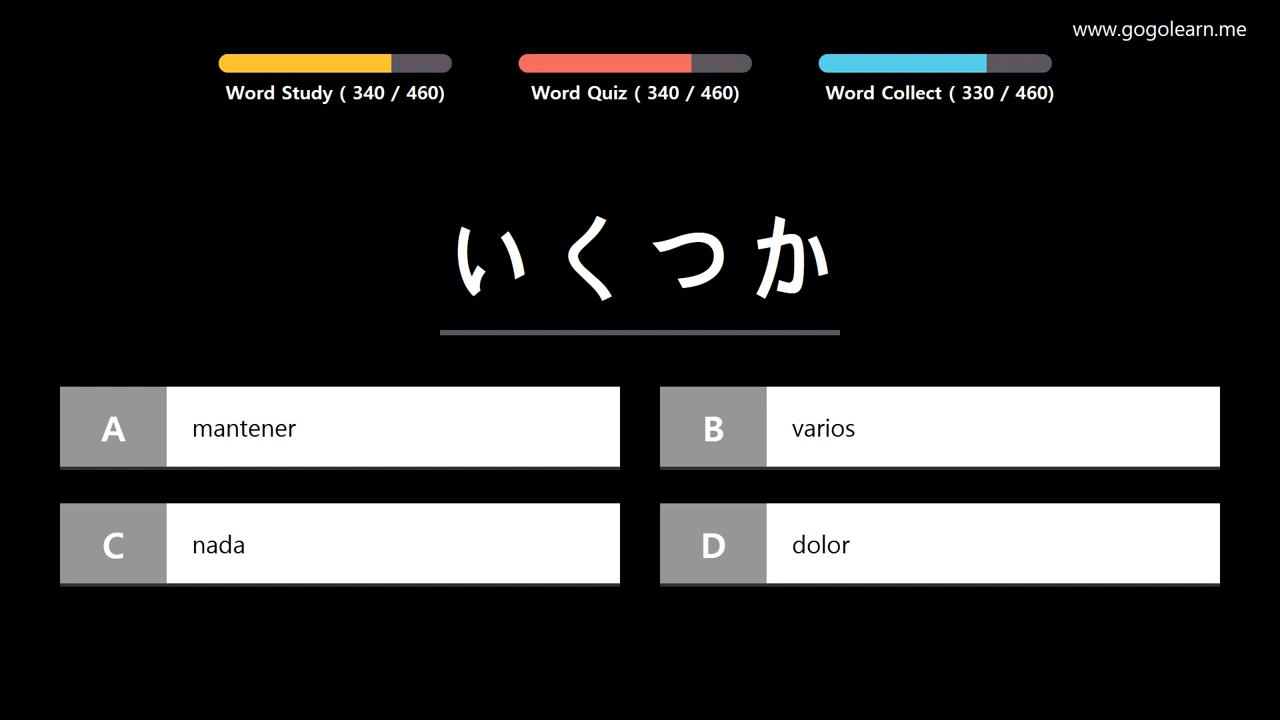 www.gogolearn.me
Word Study ( 340 / 460)
Word Quiz ( 340 / 460)
Word Collect ( 330 / 460)
いくつか
A mantener
B varios
C nada
D dolor